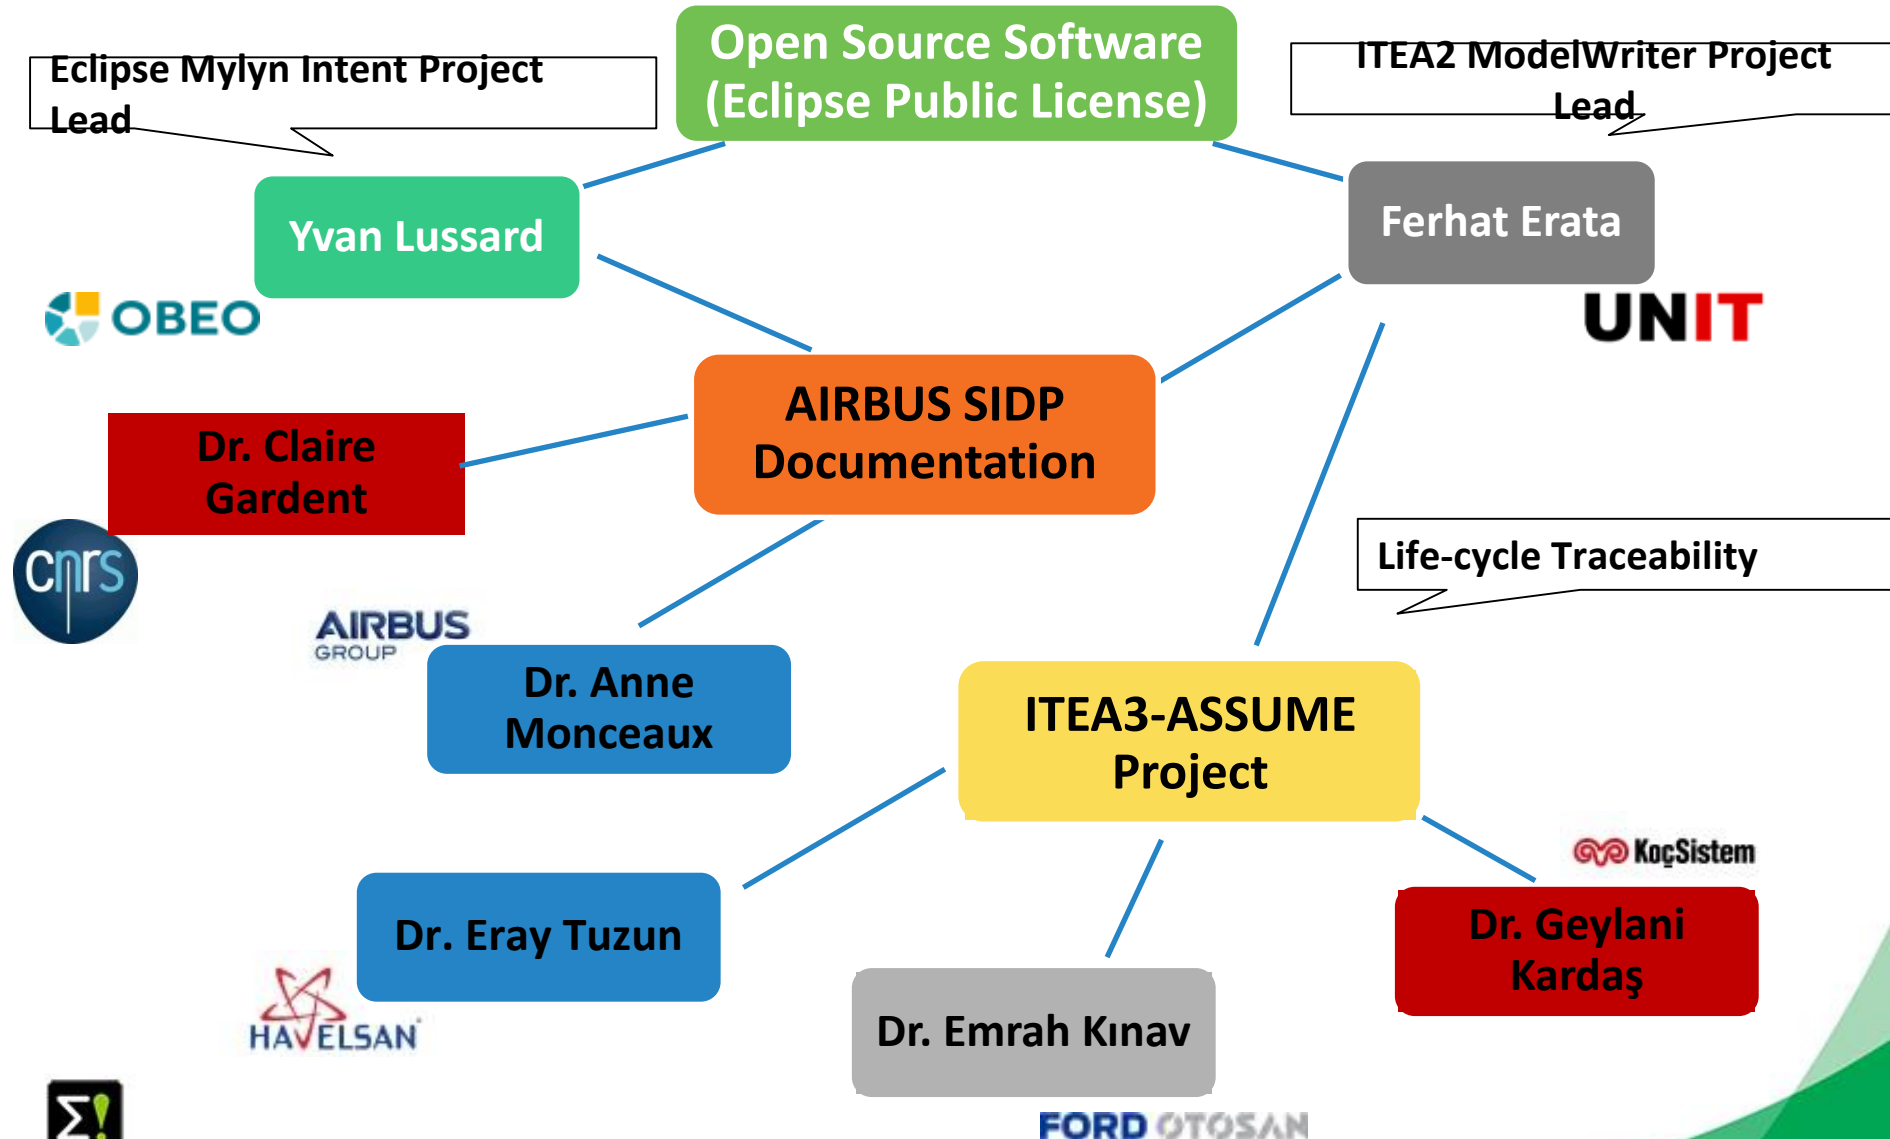 Open Source Software
(Eclipse Public License)
Eclipse Mylyn Intent Project
Lead
ITEA2 ModelWriter Project
Lead
Yvan Lussard
Ferhat Erata
OBEO
UNIT
AIRBUS SIDP
Documentation
Dr. Claire
Gardent
cnrs
Life-cycle Traceability
AIRBUS
GROUP
Dr. Anne
Monceaux
ITEA3-ASSUME
Project
KoçSistem
Dr. Eray Tuzun
Dr. Geylani
Kardaş
HAVELSAN
Dr. Emrah Kınav
Σ!
FORD OTOSAN